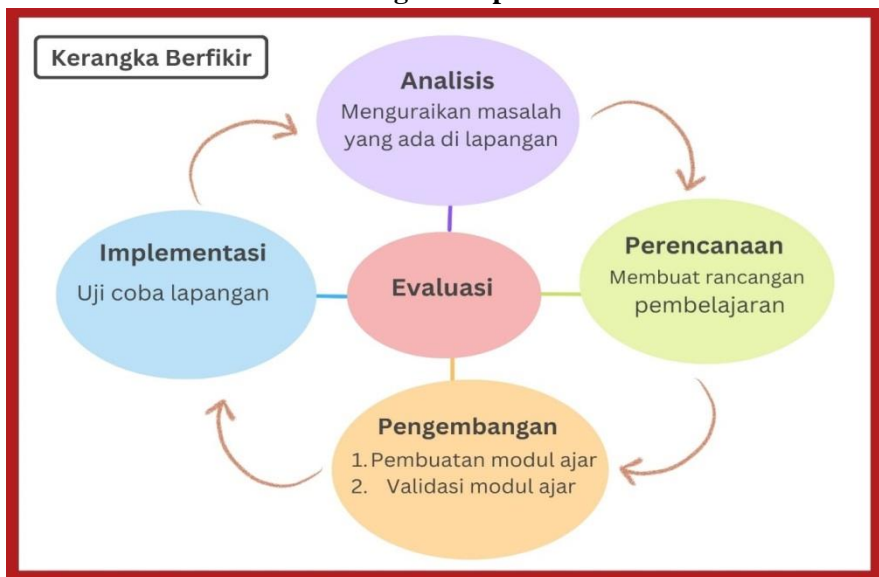 Kerangka Berfikir
Analisis
Menguraikan masalah
yang ada di lapangan
Perencanaan
Membuat rancangan
pembelajaran
Pengembangan
1. Pembuatan modul ajar
2. Validasi modul ajar
Implementasi
Uji coba lapangan
Evaluasi